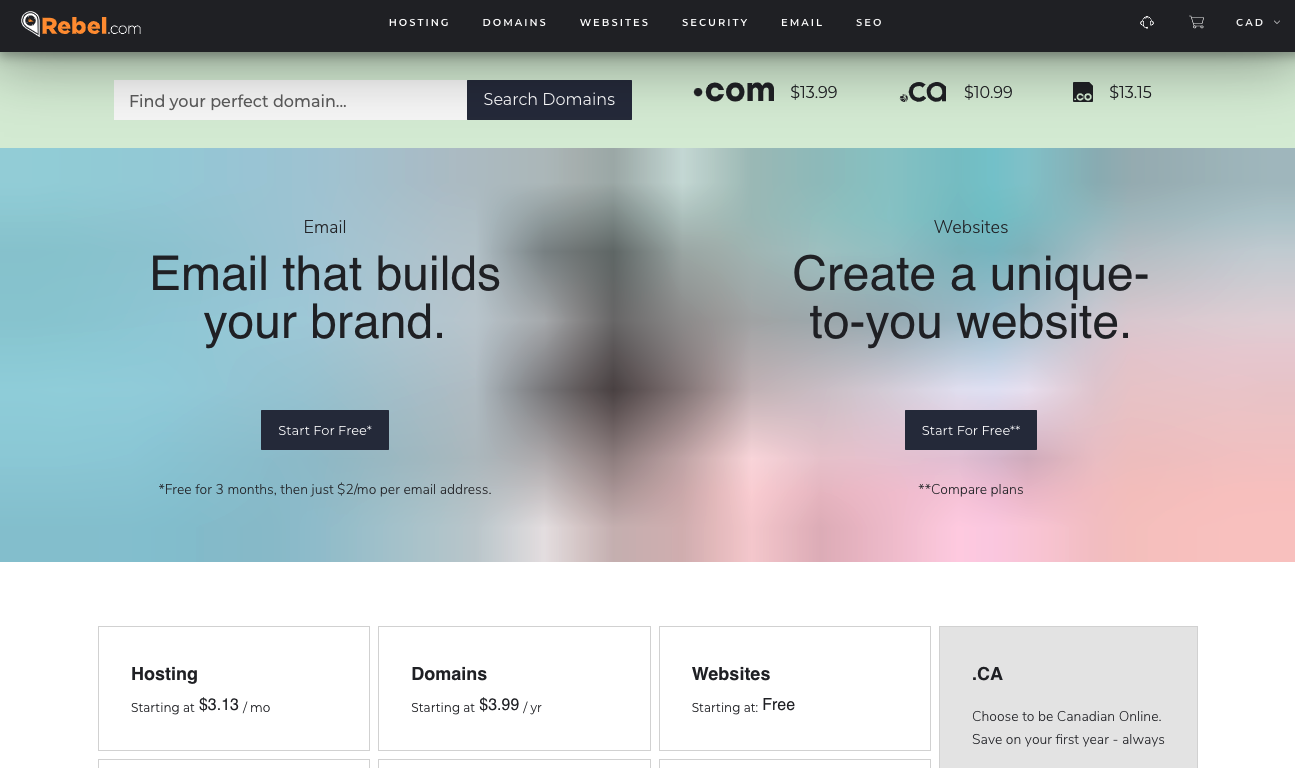 Rebel.com
HOSTING DOMAINS WEBSITES SECURITY EMAIL SEO CAD
Find your perfect domain... Search Domains
.com $13.99 .ca $10.99 .co $13.15
Email
Email that builds
your brand.
Start For Free*
*Free for 3 months, then just $2/mo per email address.
Websites
Create a unique-
to-you website.
Start For Free**
**Compare plans
Hosting
Starting at $3.13 / mo
Domains
Starting at $3.99 / yr
Websites
Starting at: Free
.CA
Choose to be Canadian Online.
Save on your first year - always